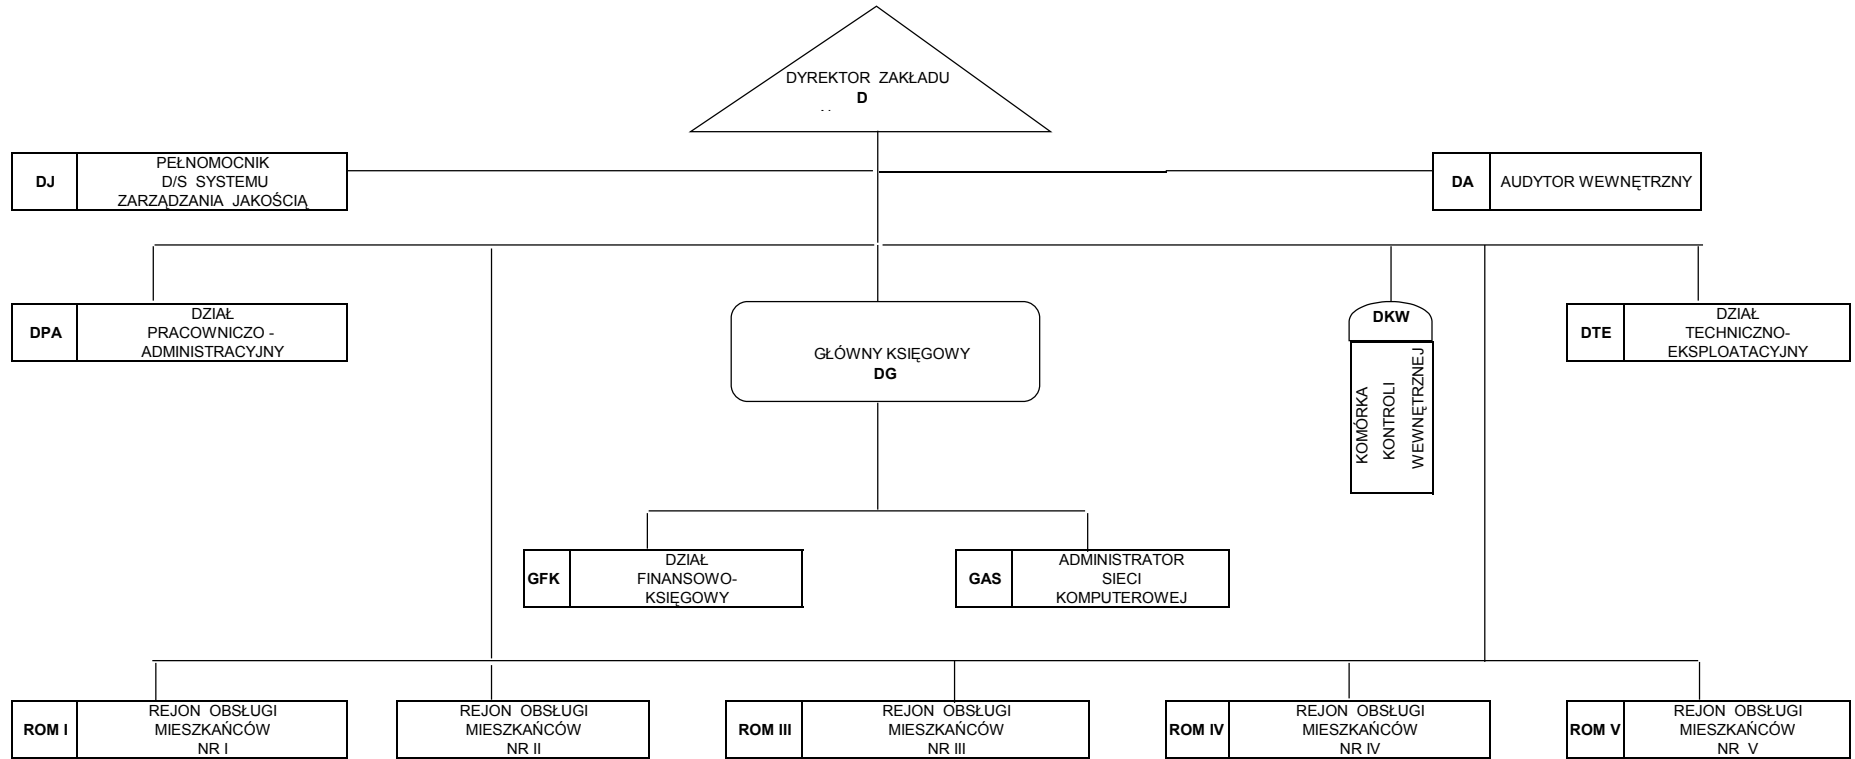 DYREKTOR ZAKŁADU
D
DJ
PEŁNOMOCNIK
D/S SYSTEMU
ZARZĄDZANIA JAKOŚCIĄ
DA
AUDYTOR WEWNĘTRZNY
DPA
DZIAŁ
PRACOWNICZO -
ADMINISTRACYJNY
GŁÓWNY KSIĘGOWY
DG
DKW
KOMÓRKA
KONTROLI
WEWNĘTRZNEJ
DTE
DZIAŁ
TECHNICZNO-
EKSPLOATACYJNY
GFK
DZIAŁ
FINANSOWO-
KSIĘGOWY
GAS
ADMINISTRATOR
SIECI
KOMPUTEROWEJ
ROM I
REJON OBSŁUGI
MIESZKAŃCÓW
NR I
REJON OBSŁUGI
MIESZKAŃCÓW
NR II
ROM III
REJON OBSŁUGI
MIESZKAŃCÓW
NR III
ROM IV
REJON OBSŁUGI
MIESZKAŃCÓW
NR IV
ROM V
REJON OBSŁUGI
MIESZKAŃCÓW
NR V